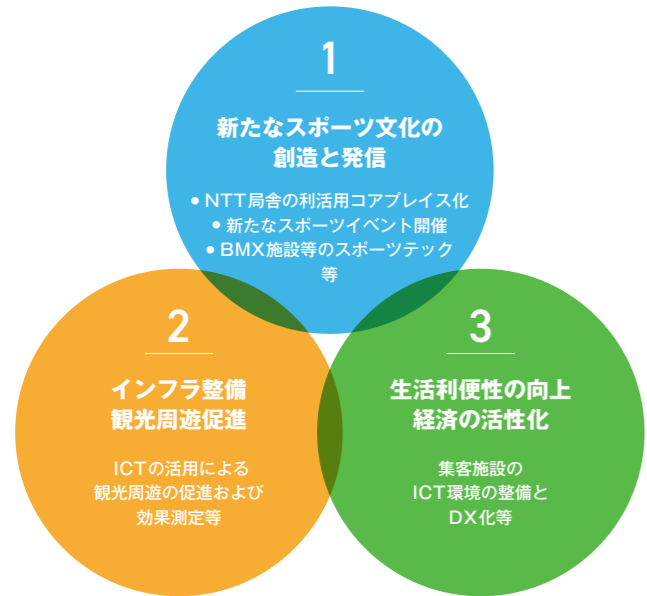 1
新たなスポーツ文化の
創造と発信
● NTT局舎の利活用コアプレイス化
● 新たなスポーツイベント開催
● BMX施設等のスポーツテック
等
2
インフラ整備
観光周遊促進
ICTの活用による
観光周遊の促進および
効果測定等
3
生活利便性の向上
経済の活性化
集客施設の
ICT環境の整備と
DX化等